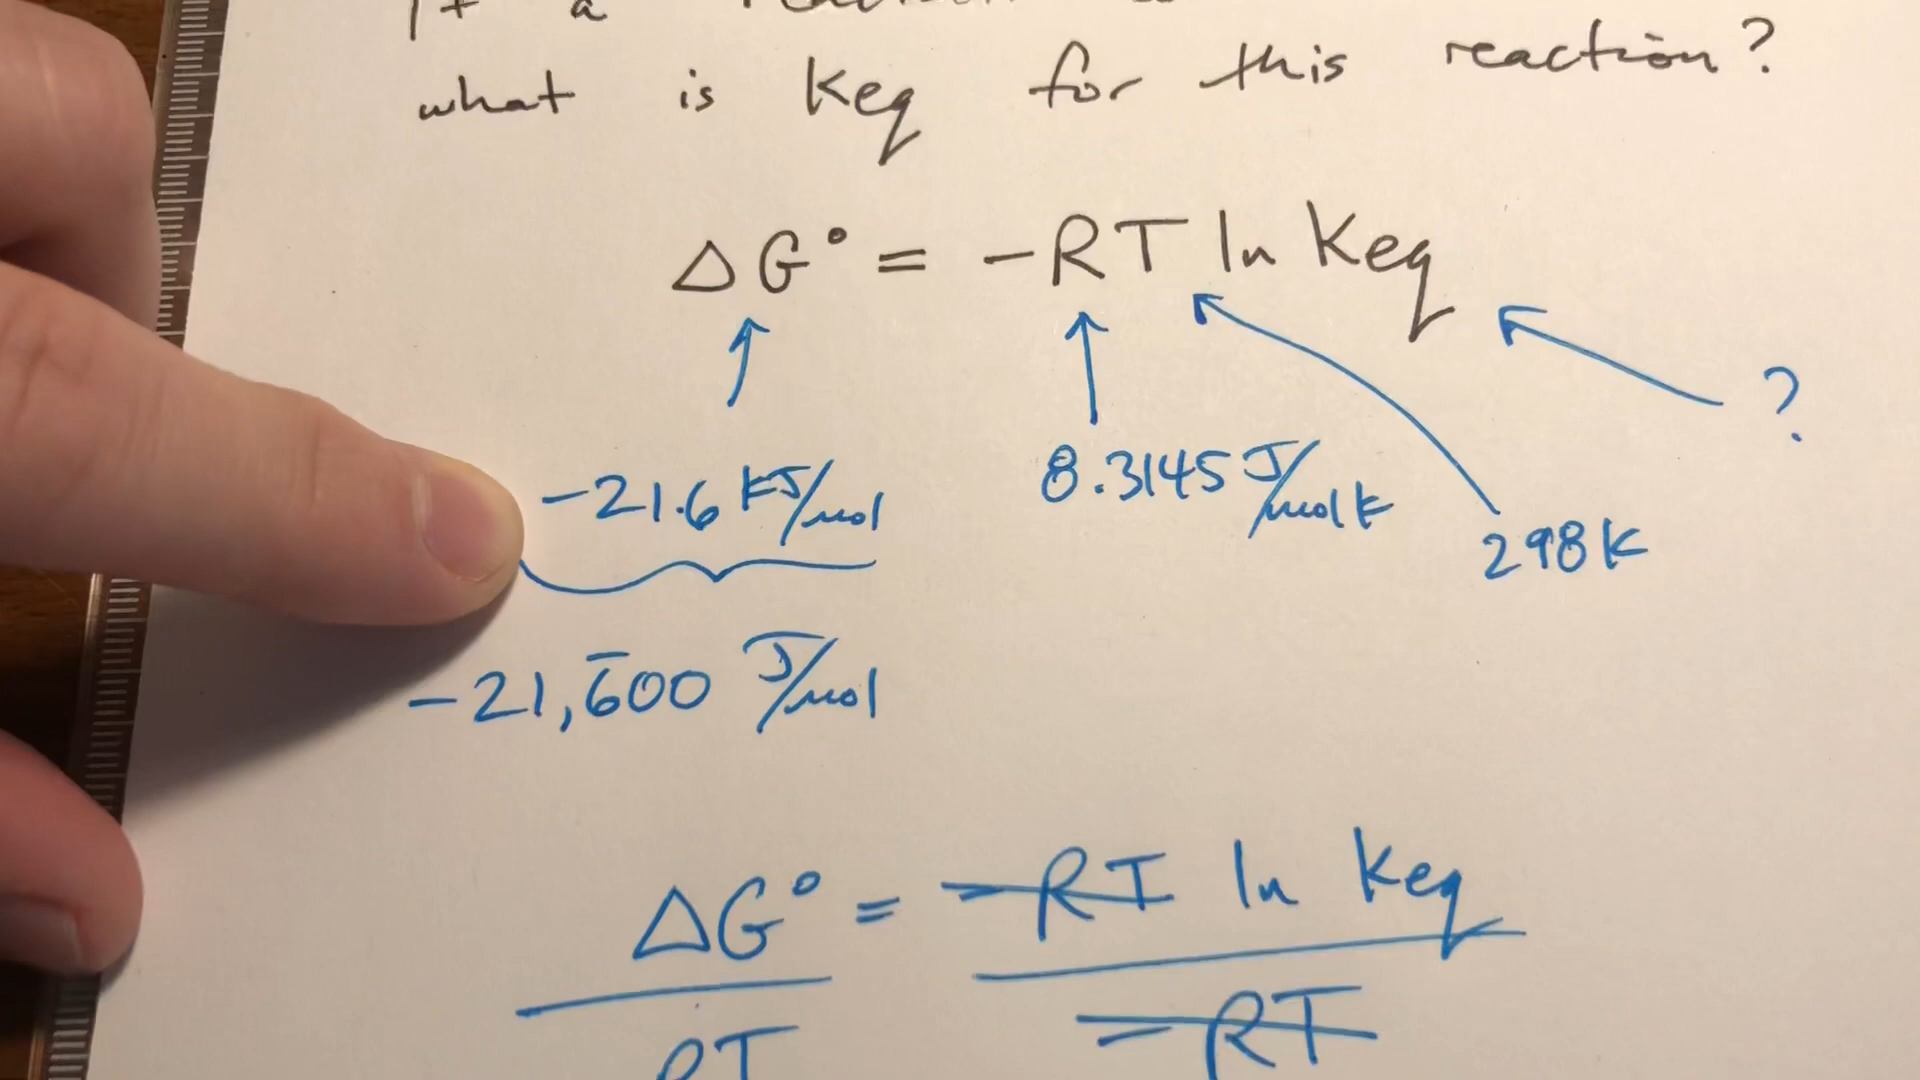 a
what is Keq for this reaction?
ΔG° = -RT ln Keq
?
-21.6 kJ/mol 8.3145 J/mol K
298 K
-21,600 J/mol
ΔG° = -RT ln Keq
RT -RT